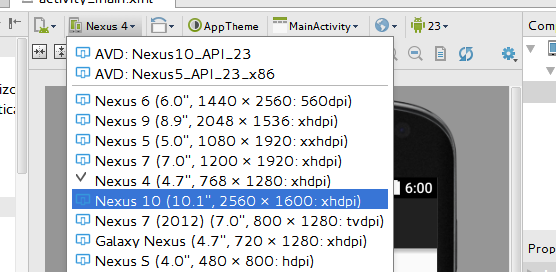 activity_main.xml
Nexus 4 AppTheme MainActivity 23 Com
AVD: Nexus10_API_23
AVD: Nexus5_API_23_x86
Nexus 6 (6.0", 1440 × 2560: 560dpi)
Nexus 9 (8.9", 2048 × 1536: xhdpi)
Nexus 5 (5.0", 1080 × 1920: xxhdpi)
Nexus 7 (7.0", 1200 × 1920: xhdpi)
Nexus 4 (4.7", 768 × 1280: xhdpi)
Nexus 10 (10.1", 2560 × 1600: xhdpi)
Nexus 7 (2012) (7.0", 800 × 1280: tvdpi)
Galaxy Nexus (4.7", 720 × 1280: xhdpi)
Nexus S (4.0", 480 × 800: hdpi)
izo
tica
6:00
Prop